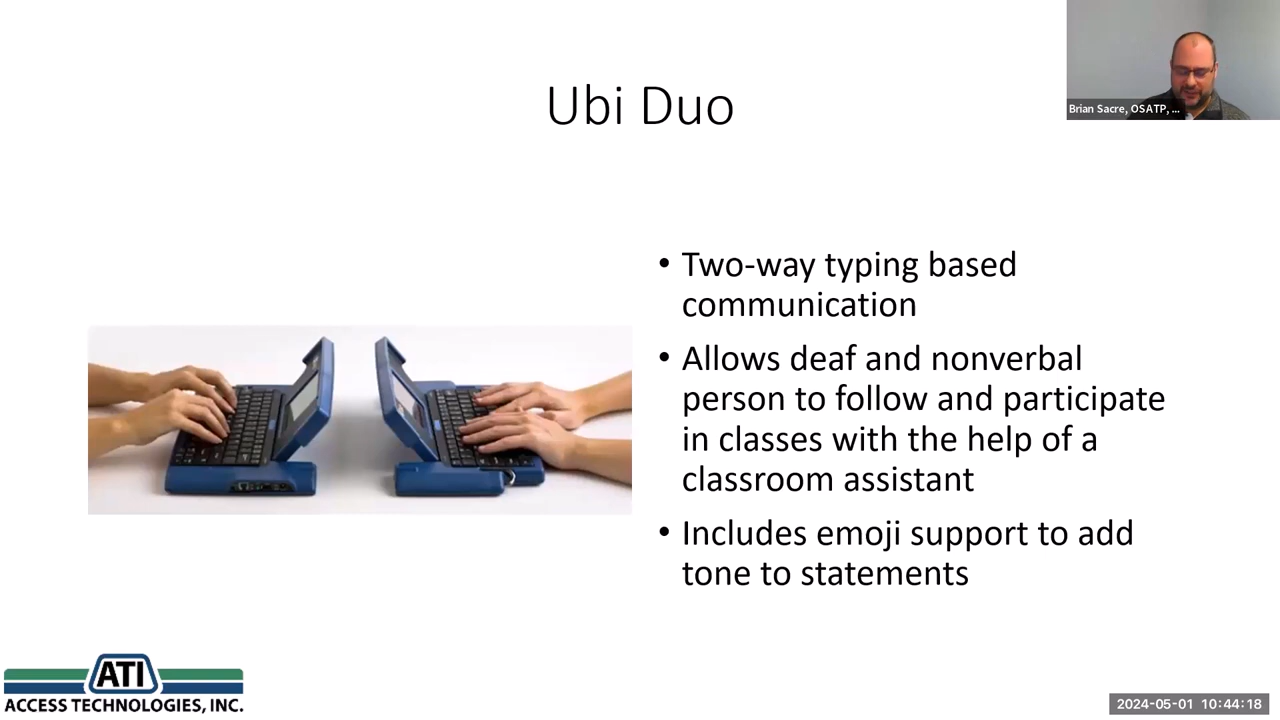 Ubi Duo
Brian Sacre, OSATP, ...
• Two-way typing based
communication
• Allows deaf and nonverbal
person to follow and participate
in classes with the help of a
classroom assistant
• Includes emoji support to add
tone to statements
ATI
ACCESS TECHNOLOGIES, INC.
2024-05-01 10:44:18